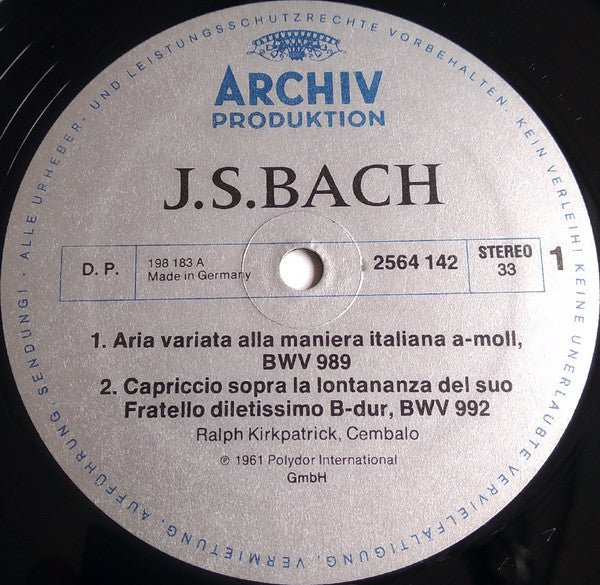 ALLE URHEBER- UND LEISTUNGSSCHUTZRECHTE VORBEHALTEN · KEIN VERLEIH! KEINE UNERLAUBTE VERVIELFÄLTIGUNG, VERMIETUNG, AUFFÜHRUNG, SENDUNG! ·
ARCHIV
PRODUKTION
J.S.BACH
D. P.
198 183 A
Made in Germany
2564 142
STEREO
33
1
1. Aria variata alla maniera italiana a-moll,
BWV 989
2. Capriccio sopra la lontananza del suo
Fratello diletissimo B-dur, BWV 992
Ralph Kirkpatrick, Cembalo
℗ 1961 Polydor International
GmbH